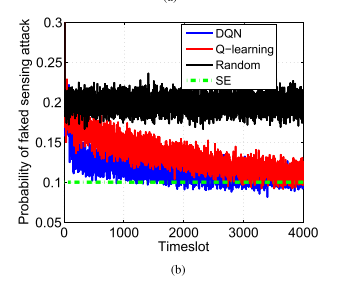 0.3
0.25
0.2
0.15
0.1
0.05
Probability of faked sensing attack
DQN
Q−learning
Random
SE
0 1000 2000 3000 4000
Timeslot
(b)